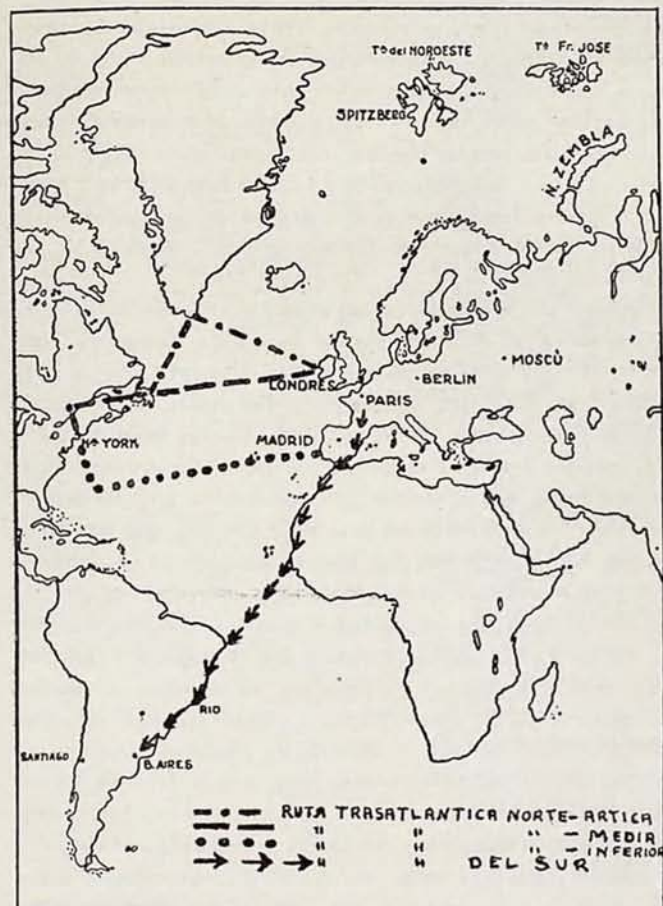 Tª del NOROESTE
Tª Fr. JOSE
SPITZBERG
N. ZEMBLA
LONDRES
BERLIN
MOSCÙ
PARIS
Nª YORK
MADRID
RIO
SANTIAGO
B. AIRES
RUTA TRASATLANTICA NORTE-ARTICA
" " " - MEDIA
" " " - INFERIOR
" " DEL SUR